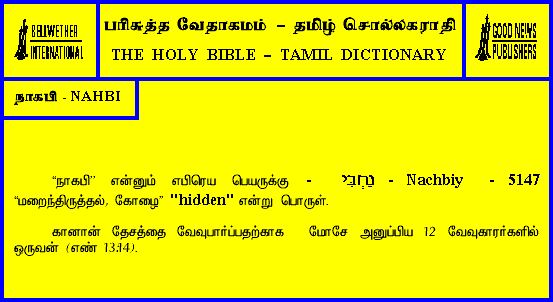 BELLWETHER
INTERNATIONAL
பரிசுத்த வேதாகமம் – தமிழ் சொல்லகராதி
THE HOLY BIBLE – TAMIL DICTIONARY
GOOD NEWS
PUBLISHERS
நாகபி - NAHBI
“நாகபி” என்னும் எபிரெய பெயருக்கு - נַחְבִּי - Nachbiy - 5147
“மறைந்திருத்தல், கோழை” "hidden" என்று பொருள்.
கானான் தேசத்தை வேவுபார்ப்பதற்காக மோசே அனுப்பிய 12 வேவுகாரர்களில்
ஒருவன் (எண் 13:14).